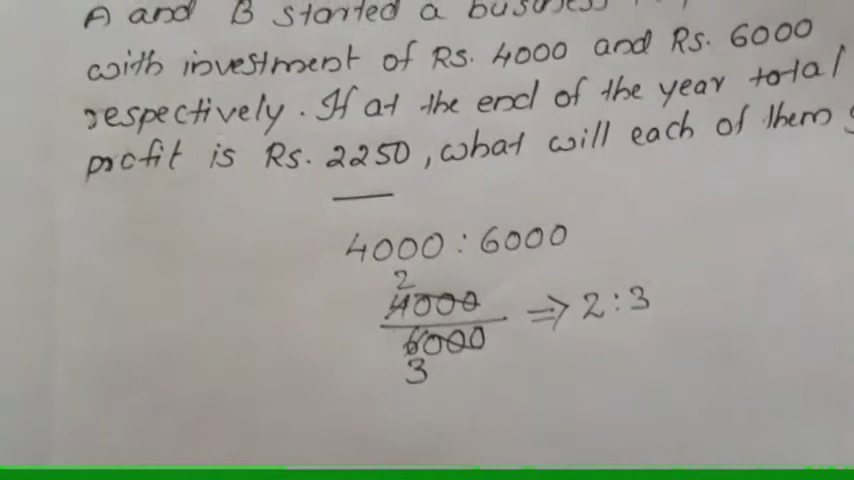 A and B started a business
with investment of Rs. 4000 and Rs. 6000
respectively. If at the end of the year total
profit is Rs. 2250, what will each of them
4000 : 6000
2
4000
6000
3
⇒ 2 : 3